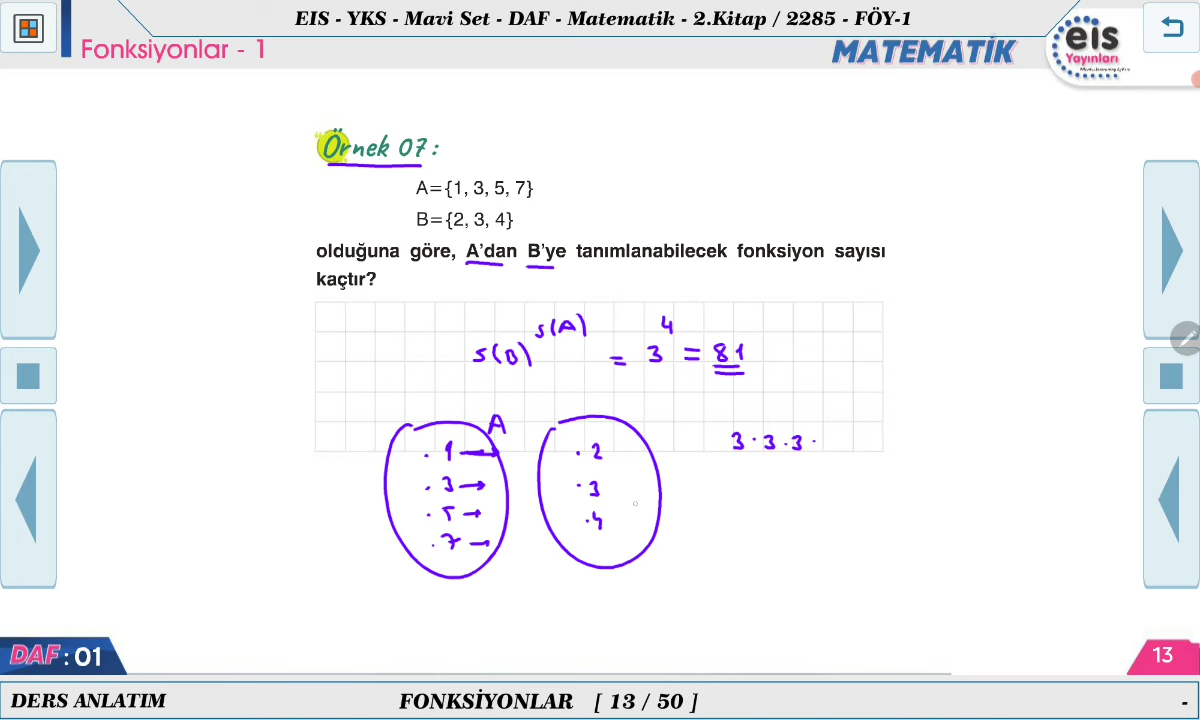 EIS - YKS - Mavi Set - DAF - Matematik - 2.Kitap / 2285 - FÖY-1
Fonksiyonlar - 1
MATEMATİK
eis
Yayınları
Örnek 07:
A={1, 3, 5, 7}
B={2, 3, 4}
olduğuna göre, A'dan B'ye tanımlanabilecek fonksiyon sayısı
kaçtır?
s(B)^s(A) = 3^4 = 81
A
. 1 →
. 3 →
. 5 →
. 7 →
. 2
. 3
. 4
3 · 3 · 3 ·
DAF : 01
13
DERS ANLATIM
FONKSİYONLAR [ 13 / 50 ]
-